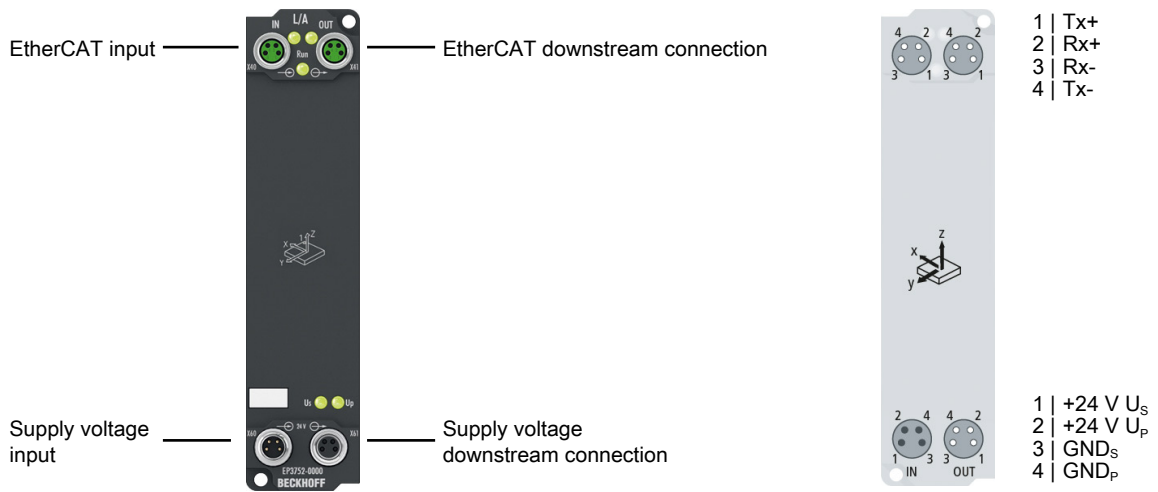 EtherCAT input
EtherCAT downstream connection
IN L/A OUT
Run
X40 X41
X Z
Y
Us Up
X60 24 V X61
EP3752-0000
BECKHOFF
Supply voltage
input
Supply voltage
downstream connection
4 2 4 2
3 1 3 1
1 | Tx+
2 | Rx+
3 | Rx-
4 | Tx-
z
x
y
2 4 4 2
1 3 3 1
IN OUT
1 | +24 V Us
2 | +24 V Up
3 | GNDs
4 | GNDp